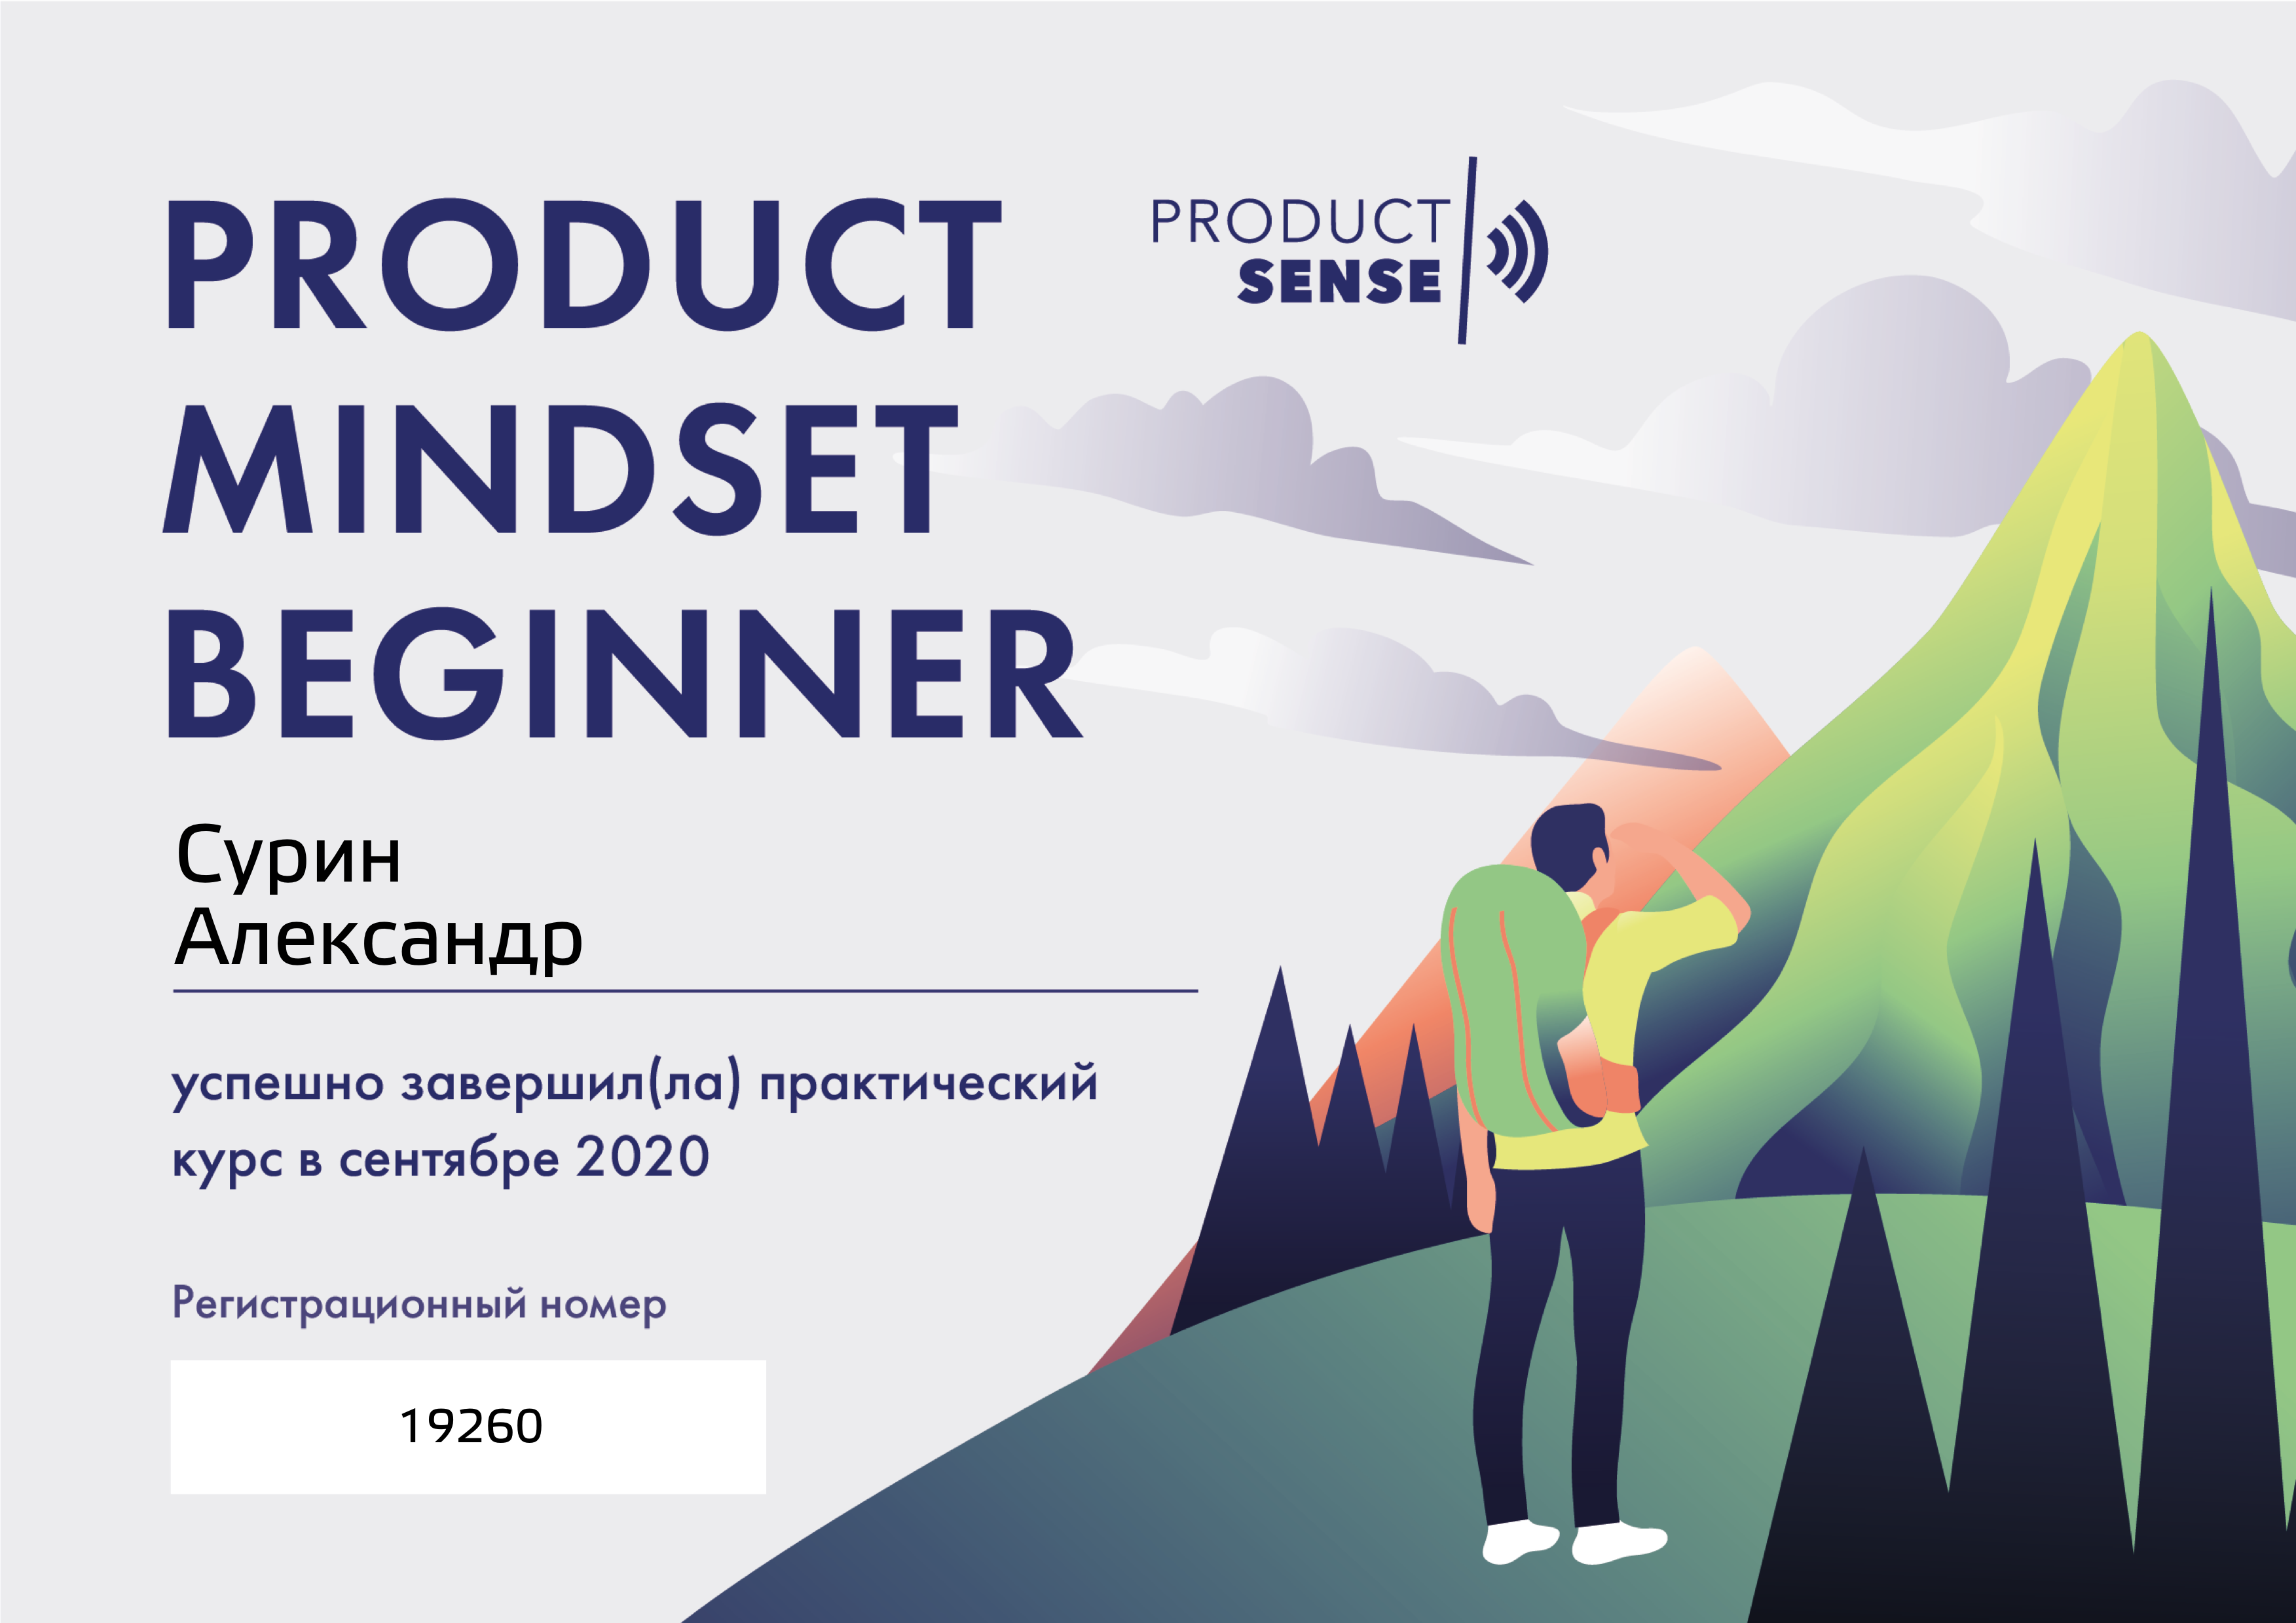 PRODUCT
MINDSET
BEGINNER
PRODUCT
SENSE
Сурин
Александр
успешно завершил(ла) практический
курс в сентябре 2020
Регистрационный номер
19260